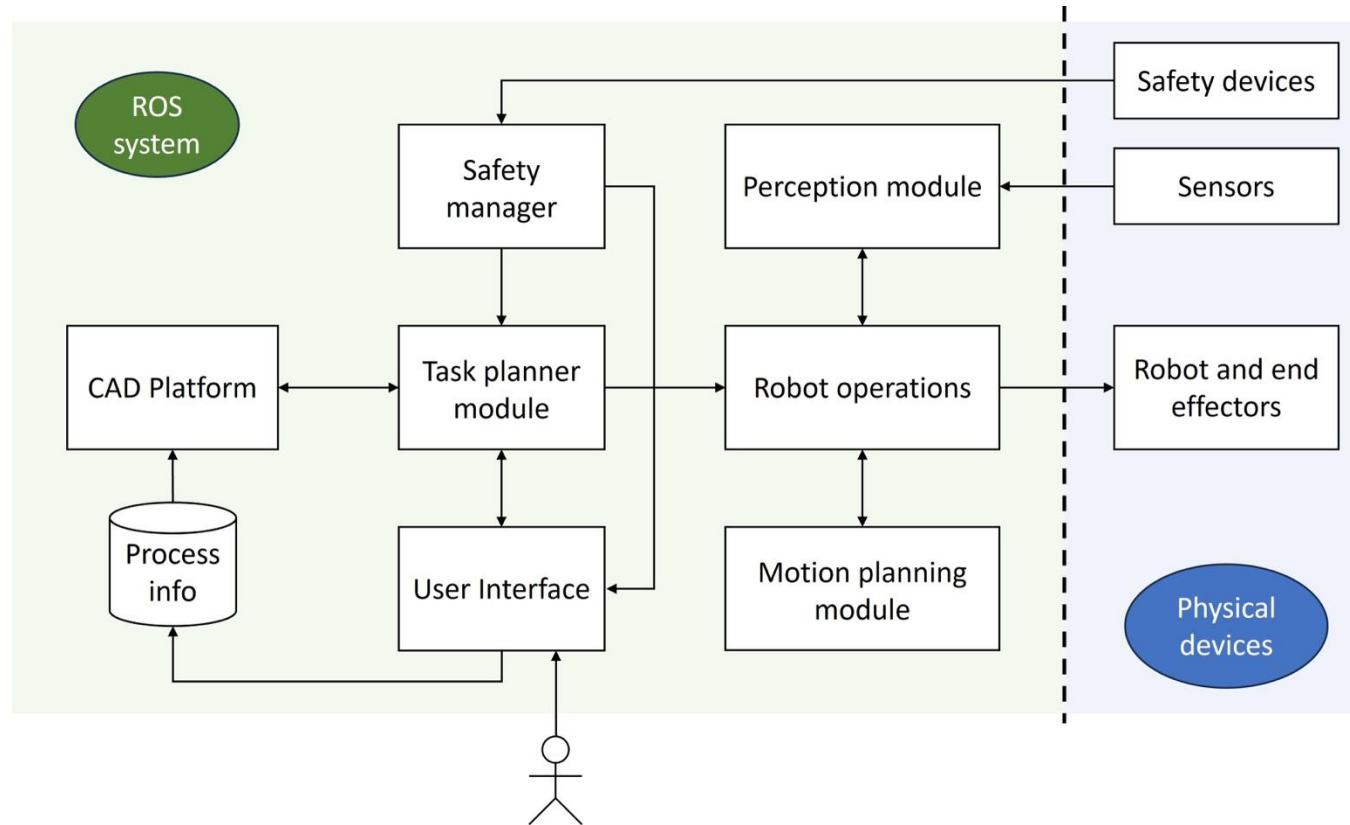 ROS
system
Safety devices
Safety
manager
Perception module
Sensors
CAD Platform
Task planner
module
Robot operations
Robot and end
effectors
Process
info
User Interface
Motion planning
module
Physical
devices